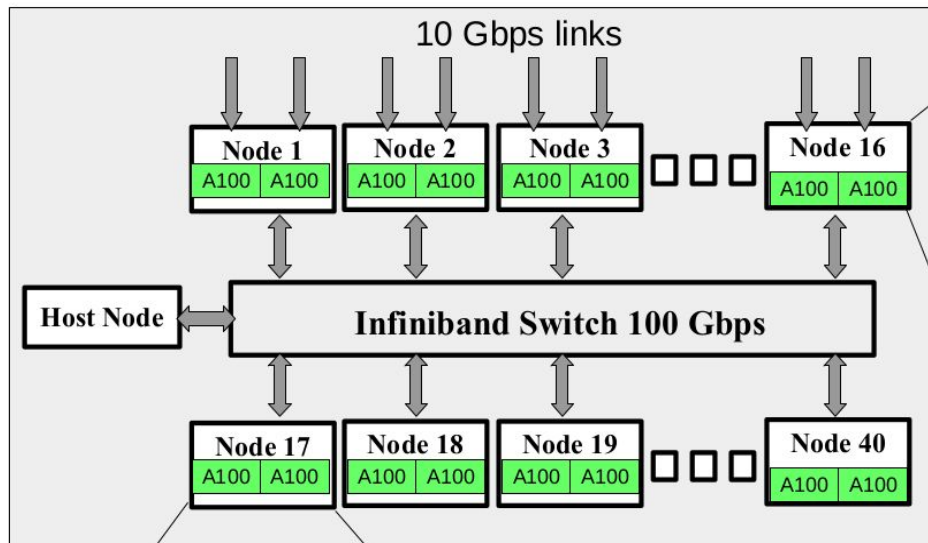 10 Gbps links
Node 1
A100 A100
Node 2
A100 A100
Node 3
A100 A100
Node 16
A100 A100
Host Node
Infiniband Switch 100 Gbps
Node 17
A100 A100
Node 18
A100 A100
Node 19
A100 A100
Node 40
A100 A100